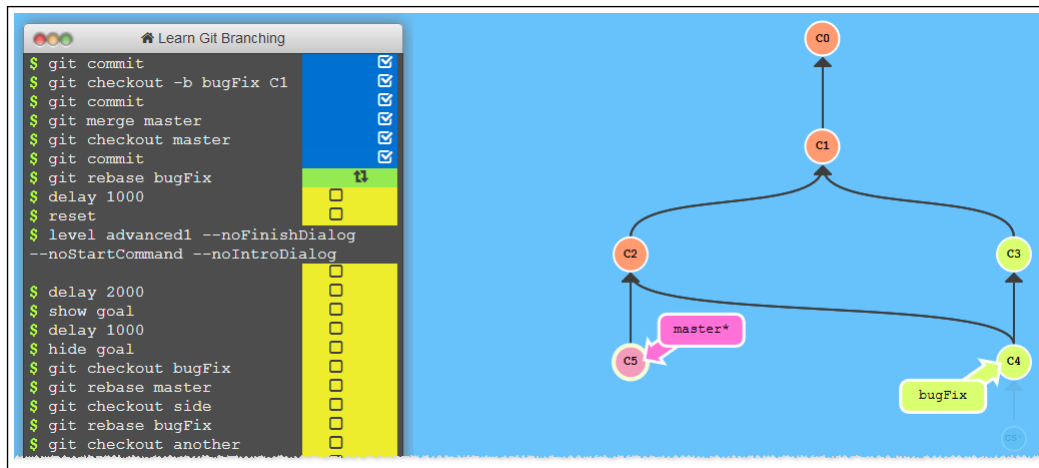 Learn Git Branching
$ git commit
$ git checkout -b bugFix C1
$ git commit
$ git merge master
$ git checkout master
$ git commit
$ git rebase bugFix
$ delay 1000
$ reset
$ level advanced1 --noFinishDialog
--noStartCommand --noIntroDialog
$ delay 2000
$ show goal
$ delay 1000
$ hide goal
$ git checkout bugFix
$ git rebase master
$ git checkout side
$ git rebase bugFix
$ git checkout another
C0
C1
C2
C3
master*
C5
C4
bugFix
C5'